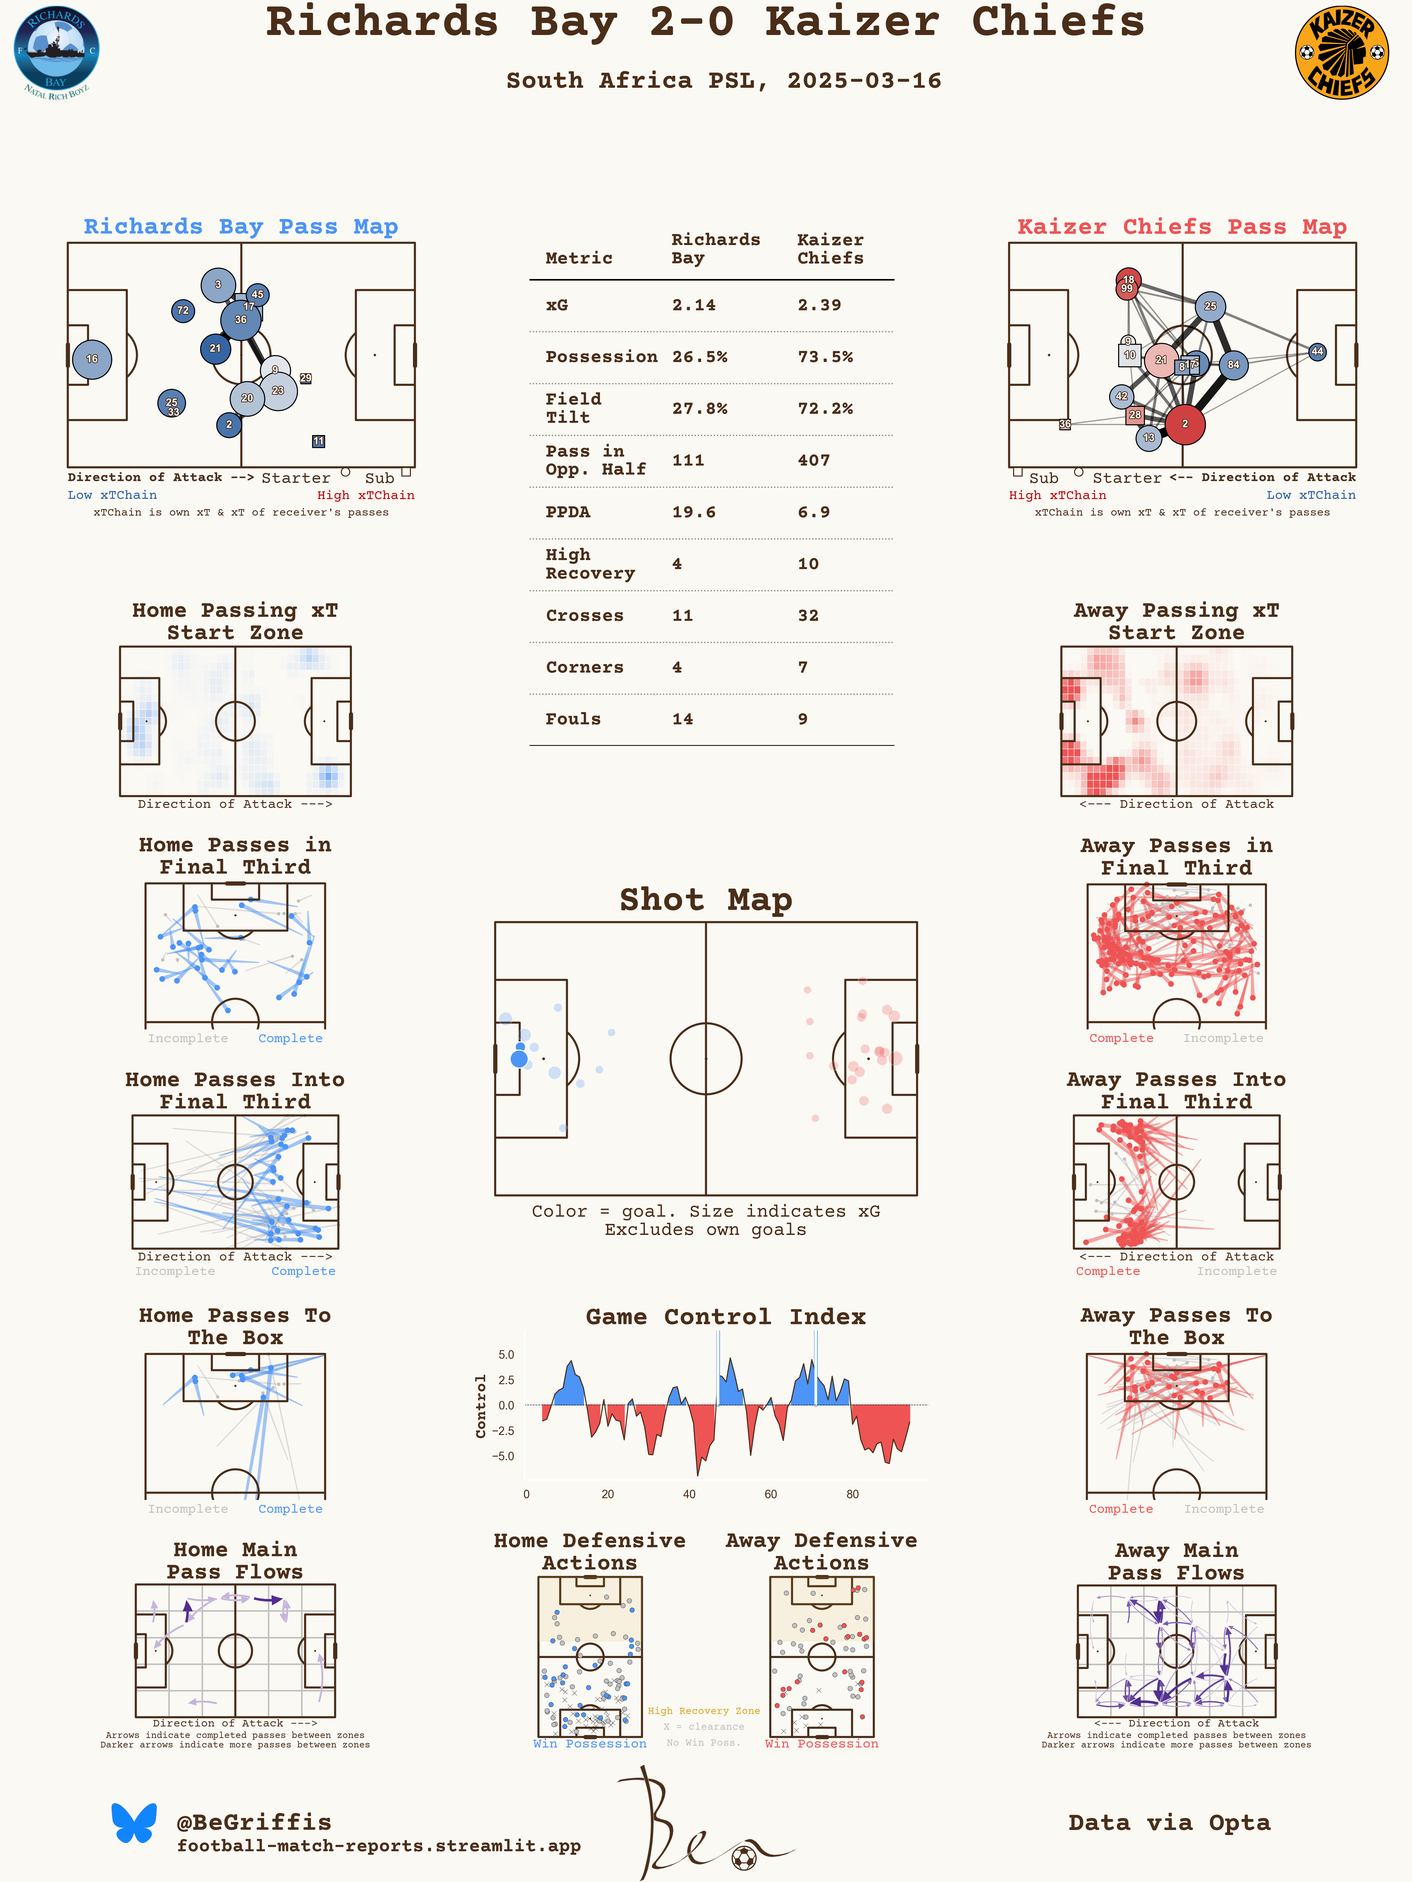 Richards Bay 2-0 Kaizer Chiefs
South Africa PSL, 2025-03-16
RICHARDS
F C
BAY
NATAL RICH BOYZ
KAIZER
CHIEFS
Richards Bay Pass Map
3
45
17
72
36
21
16
9
29
23
20
25
33
2
11
Direction of Attack --> Starter Sub
Low xTChain High xTChain
xTChain is own xT & xT of receiver's passes
Metric Richards Bay Kaizer Chiefs
xG 2.14 2.39
Possession 26.5% 73.5%
Field Tilt 27.8% 72.2%
Pass in Opp. Half 111 407
PPDA 19.6 6.9
High Recovery 4 10
Crosses 11 32
Corners 4 7
Fouls 14 9
Kaizer Chiefs Pass Map
18
99
25
9
10
21
44
84
42
28
36
2
13
Sub Starter <-- Direction of Attack
High xTChain Low xTChain
xTChain is own xT & xT of receiver's passes
Home Passing xT
Start Zone
Direction of Attack --->
Away Passing xT
Start Zone
<--- Direction of Attack
Home Passes in
Final Third
Incomplete Complete
Away Passes in
Final Third
Complete Incomplete
Shot Map
Color = goal. Size indicates xG
Excludes own goals
Home Passes Into
Final Third
Direction of Attack --->
Incomplete Complete
Away Passes Into
Final Third
<--- Direction of Attack
Complete Incomplete
Home Passes To
The Box
Incomplete Complete
Game Control Index
Control
5.0
2.5
0.0
−2.5
−5.0
0 20 40 60 80
Away Passes To
The Box
Complete Incomplete
Home Main
Pass Flows
Direction of Attack --->
Arrows indicate completed passes between zones
Darker arrows indicate more passes between zones
Home Defensive
Actions
Win Possession
High Recovery Zone
X = clearance
No Win Poss.
Away Defensive
Actions
Win Possession
Away Main
Pass Flows
<--- Direction of Attack
Arrows indicate completed passes between zones
Darker arrows indicate more passes between zones
@BeGriffis
football-match-reports.streamlit.app
Ben
Data via Opta